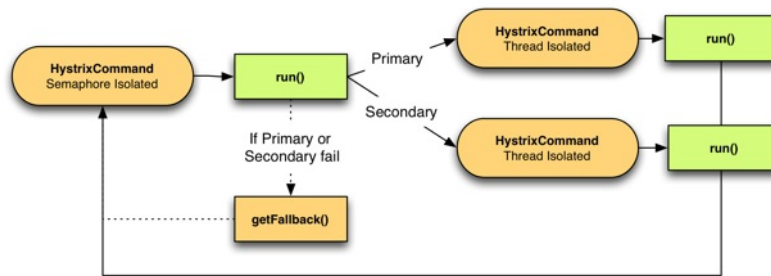 HystrixCommand
Semaphore Isolated
run()
Primary
HystrixCommand
Thread Isolated
run()
Secondary
HystrixCommand
Thread Isolated
run()
If Primary or
Secondary fail
getFallback()